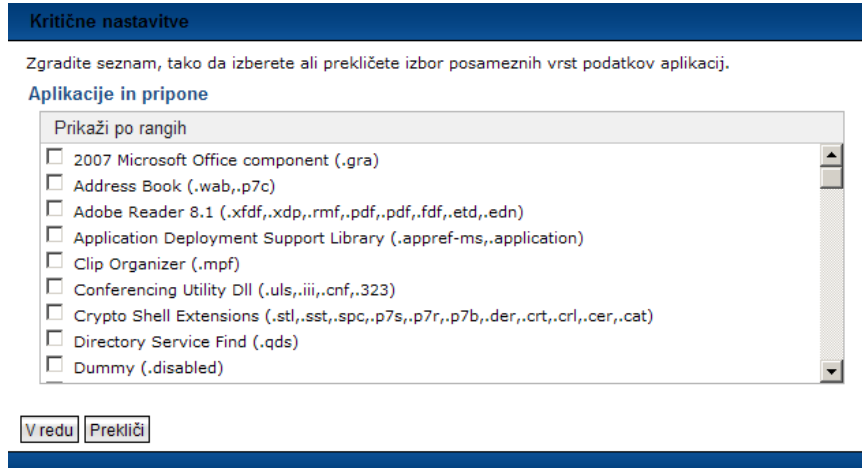 Kritične nastavitve
Zgradite seznam, tako da izberete ali prekličete izbor posameznih vrst podatkov aplikacij.
Aplikacije in pripone
Prikaži po rangih
2007 Microsoft Office component (.gra)
Address Book (.wab,.p7c)
Adobe Reader 8.1 (.xfdf,.xdp,.rmf,.pdf,.pdf,.fdf,.etd,.edn)
Application Deployment Support Library (.appref-ms,.application)
Clip Organizer (.mpf)
Conferencing Utility Dll (.uls,.iii,.cnf,.323)
Crypto Shell Extensions (.stl,.sst,.spc,.p7s,.p7r,.p7b,.der,.crt,.crl,.cer,.cat)
Directory Service Find (.qds)
Dummy (.disabled)
V redu Prekliči